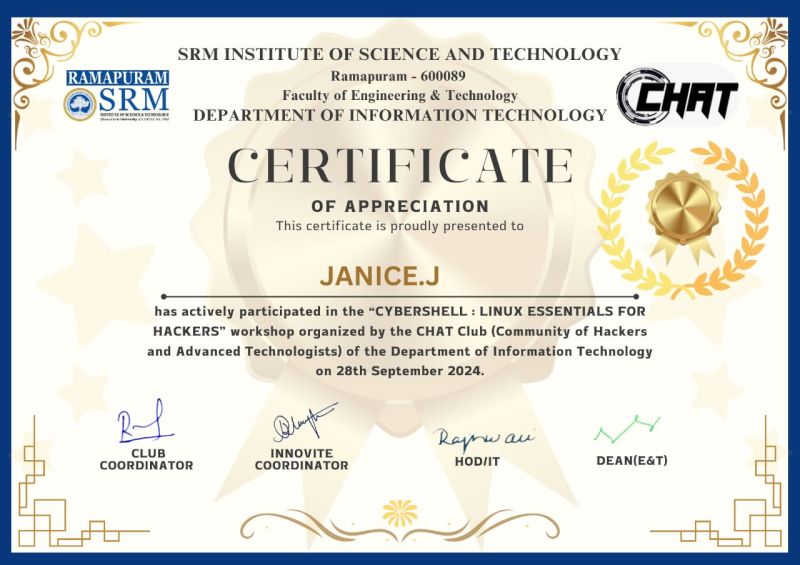 SRM INSTITUTE OF SCIENCE AND TECHNOLOGY
Ramapuram - 600089
Faculty of Engineering & Technology
DEPARTMENT OF INFORMATION TECHNOLOGY
RAMAPURAM
SRM
INSTITUTE OF SCIENCE & TECHNOLOGY
CHAT
CERTIFICATE
OF APPRECIATION
This certificate is proudly presented to
JANICE.J
has actively participated in the “CYBERSHELL : LINUX ESSENTIALS FOR
HACKERS” workshop organized by the CHAT Club (Community of Hackers
and Advanced Technologists) of the Department of Information Technology
on 28th September 2024.
CLUB
COORDINATOR
INNOVITE
COORDINATOR
HOD/IT
DEAN(E&T)